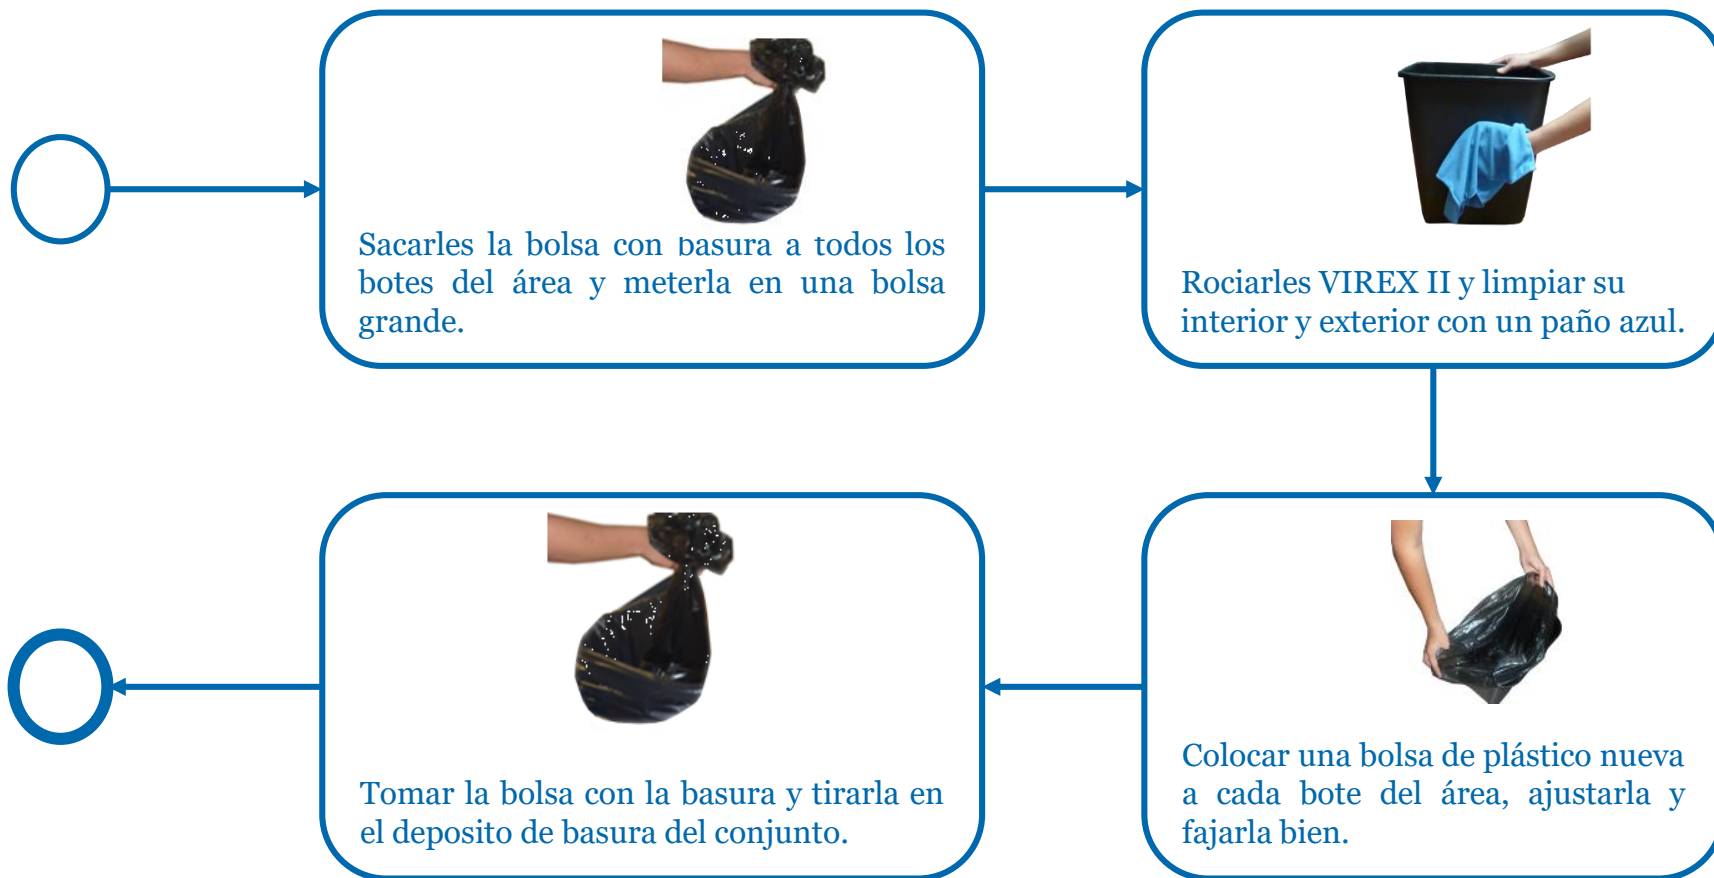 Sacarles la bolsa con basura a todos los
botes del área y meterla en una bolsa
grande.
Rociarles VIREX II y limpiar su
interior y exterior con un paño azul.
Colocar una bolsa de plástico nueva
a cada bote del área, ajustarla y
fajarla bien.
Tomar la bolsa con la basura y tirarla en
el deposito de basura del conjunto.